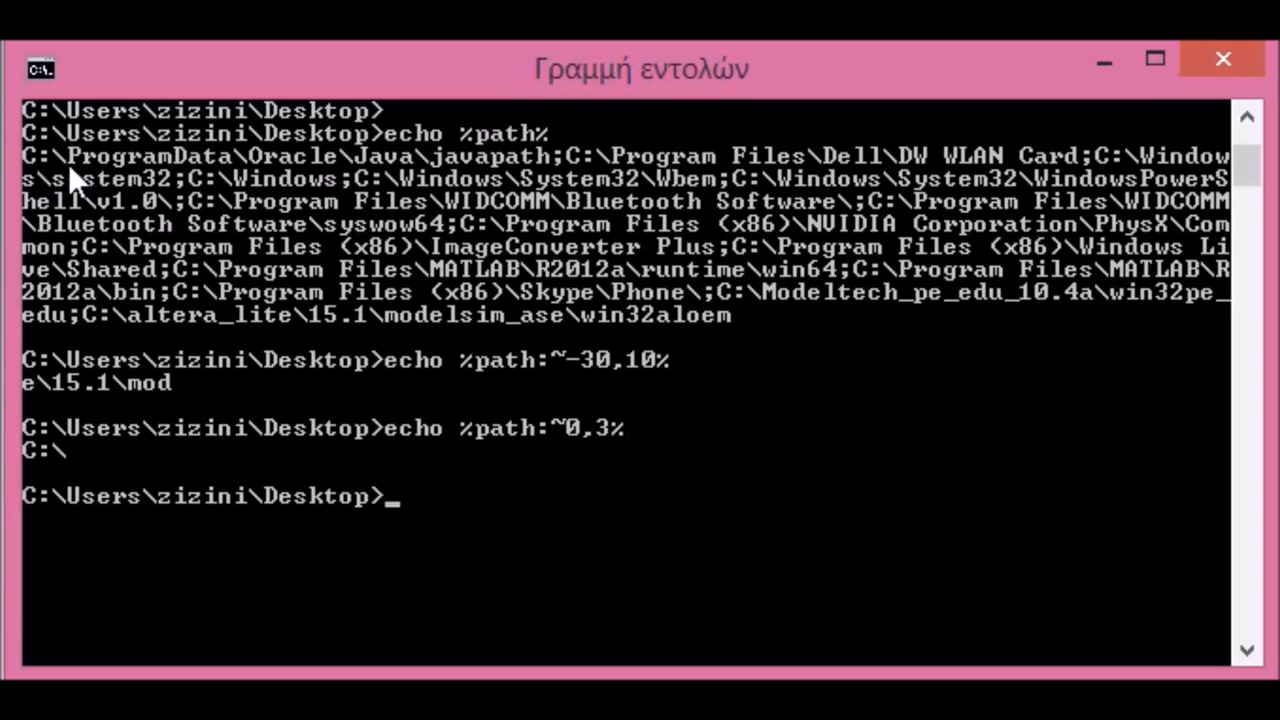 Γραμμή εντολών
C:\Users\zizini\Desktop>
C:\Users\zizini\Desktop>echo %path%
C:\ProgramData\Oracle\Java\javapath;C:\Program Files\Dell\DW WLAN Card;C:\Window
s\system32;C:\Windows;C:\Windows\System32\Wbem;C:\Windows\System32\WindowsPowerS
hell\v1.0\;C:\Program Files\WIDCOMM\Bluetooth Software\;C:\Program Files\WIDCOMM
\Bluetooth Software\syswow64;C:\Program Files (x86)\NVIDIA Corporation\PhysX\Com
mon;C:\Program Files (x86)\ImageConverter Plus;C:\Program Files (x86)\Windows Li
ve\Shared;C:\Program Files\MATLAB\R2012a\runtime\win64;C:\Program Files\MATLAB\R
2012a\bin;C:\Program Files (x86)\Skype\Phone\;C:\Modeltech_pe_edu_10.4a\win32pe_
edu;C:\altera_lite\15.1\modelsim_ase\win32aloem
C:\Users\zizini\Desktop>echo %path:~-30,10%
e\15.1\mod
C:\Users\zizini\Desktop>echo %path:~0,3%
C:\
C:\Users\zizini\Desktop>_